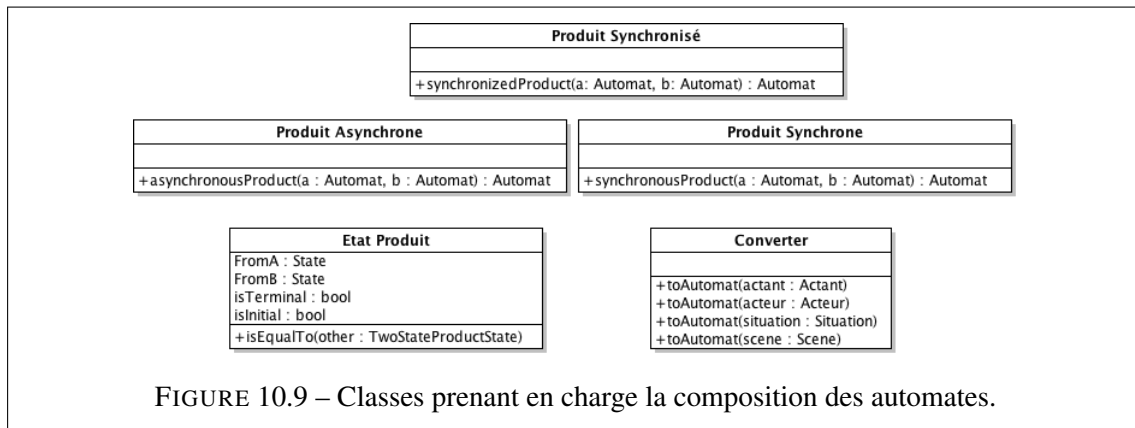 Produit Synchronisé
+synchronizedProduct(a: Automat, b: Automat) : Automat
Produit Asynchrone
+asynchronousProduct(a : Automat, b : Automat) : Automat
Produit Synchrone
+synchronousProduct(a : Automat, b : Automat) : Automat
Etat Produit
FromA : State
FromB : State
isTerminal : bool
isInitial : bool
+isEqualTo(other : TwoStateProductState)
Converter
+toAutomat(actant : Actant)
+toAutomat(acteur : Acteur)
+toAutomat(situation : Situation)
+toAutomat(scene : Scene)
FIGURE 10.9 – Classes prenant en charge la composition des automates.